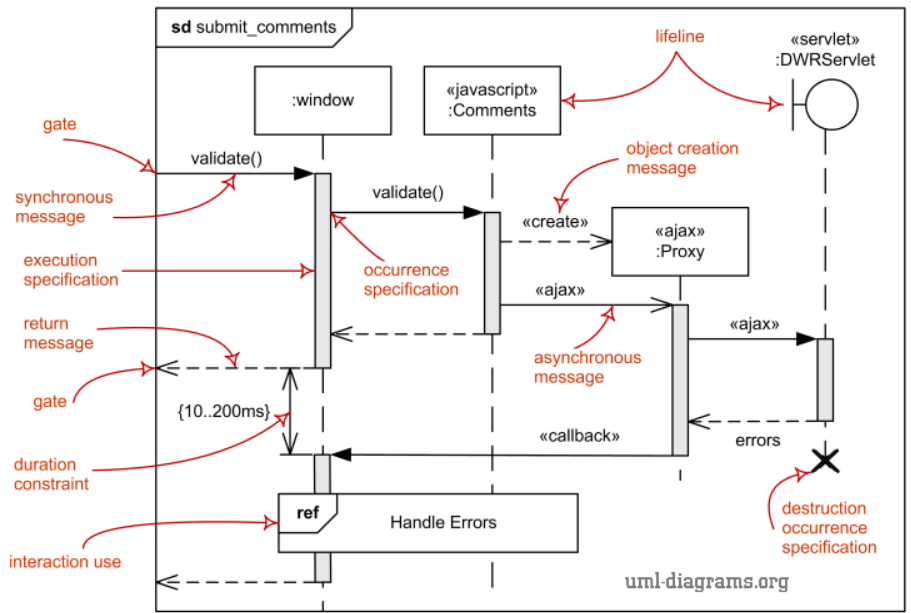 sd submit_comments
lifeline
«servlet»
:DWRServlet
:window
«javascript»
:Comments
gate
validate()
object creation
message
synchronous
message
validate()
«create»
«ajax»
:Proxy
execution
specification
occurrence
specification
«ajax»
return
message
«ajax»
asynchronous
message
gate
{10..200ms}
«callback»
errors
duration
constraint
ref
Handle Errors
destruction
occurrence
specification
interaction use
uml-diagrams.org